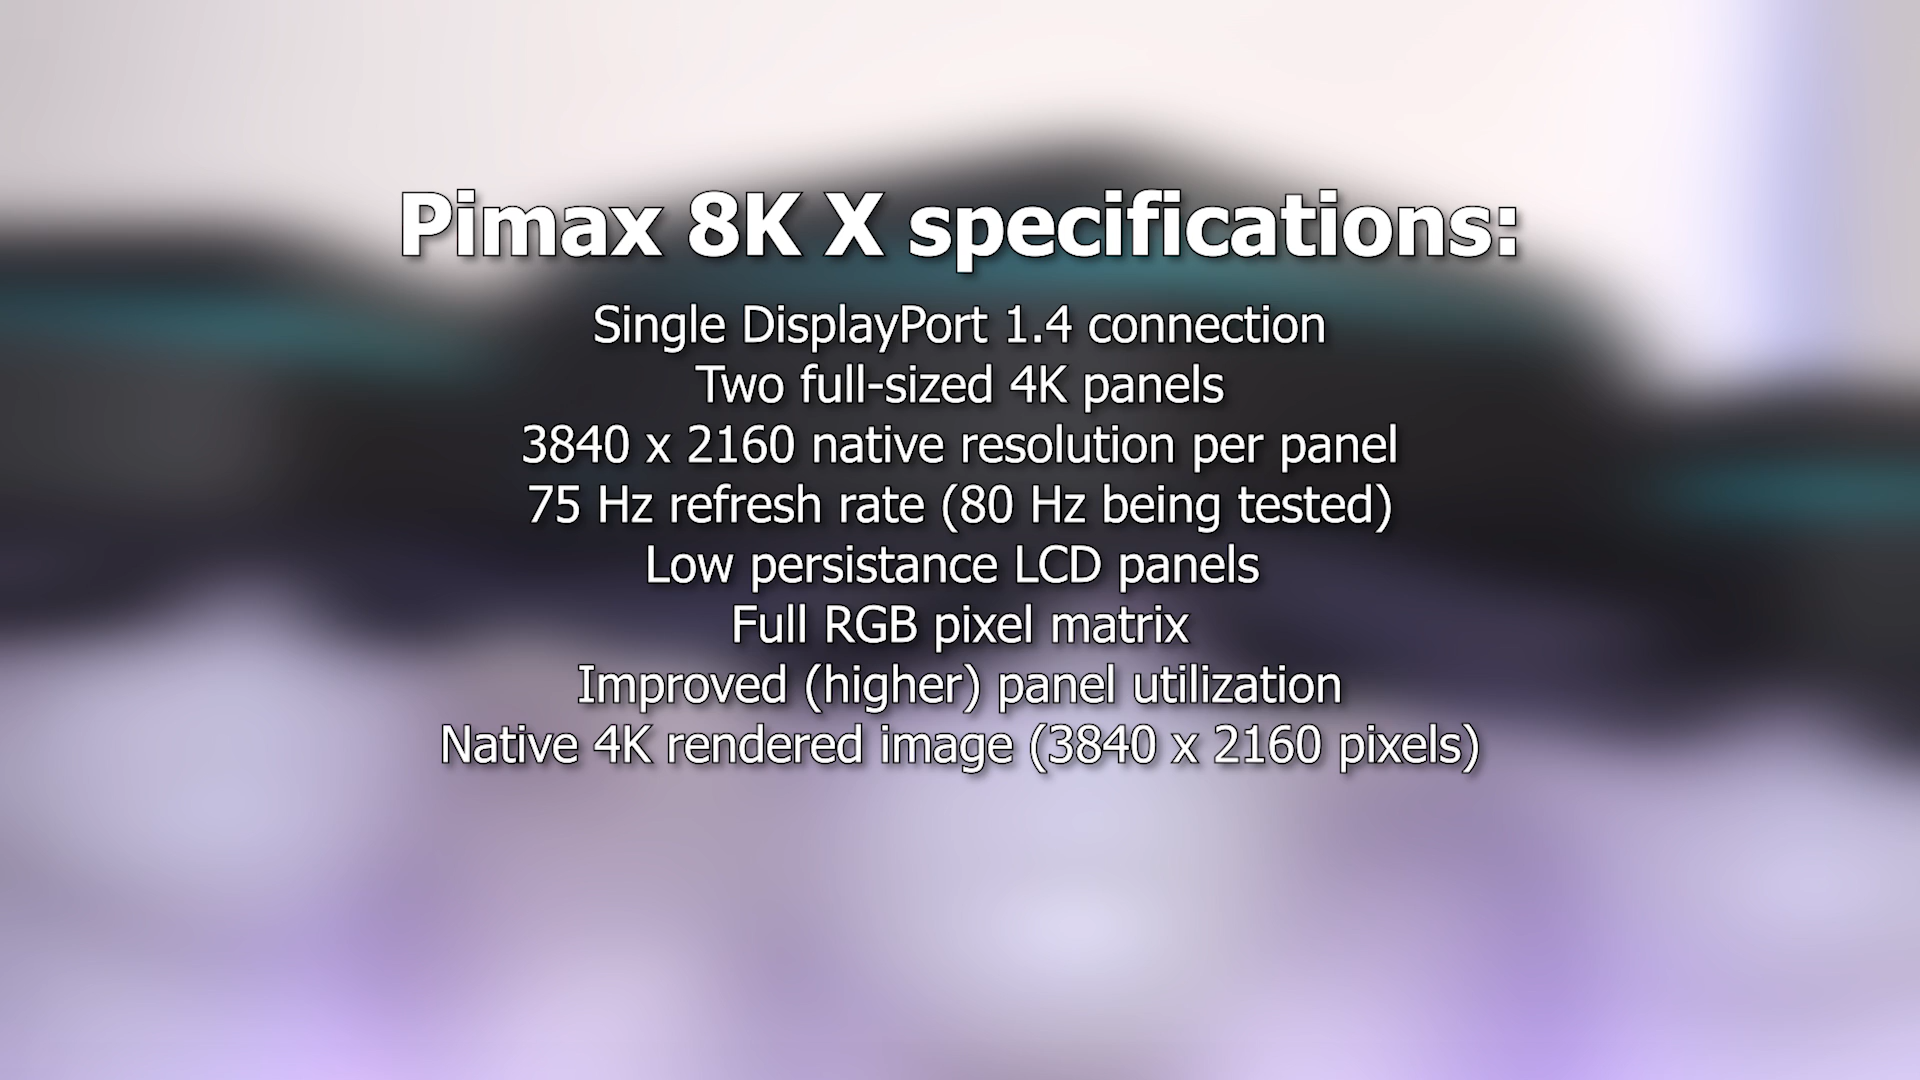 Pimax 8K X specifications:
Single DisplayPort 1.4 connection
Two full-sized 4K panels
3840 x 2160 native resolution per panel
75 Hz refresh rate (80 Hz being tested)
Low persistance LCD panels
Full RGB pixel matrix
Improved (higher) panel utilization
Native 4K rendered image (3840 x 2160 pixels)